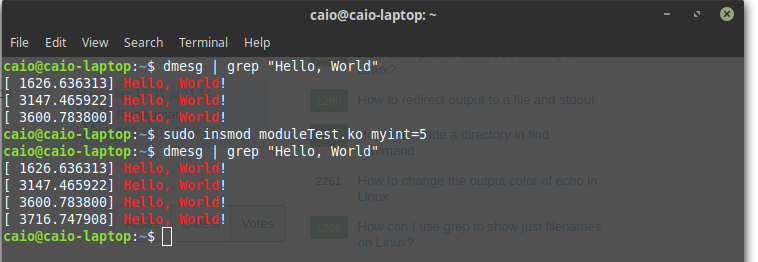 caio@caio-laptop: ~
File Edit View Search Terminal Help
caio@caio-laptop:~$ dmesg | grep "Hello, World"
[ 1626.636313] Hello, World!
[ 3147.465922] Hello, World!
[ 3600.783800] Hello, World!
caio@caio-laptop:~$ sudo insmod moduleTest.ko myint=5
caio@caio-laptop:~$ dmesg | grep "Hello, World"
[ 1626.636313] Hello, World!
[ 3147.465922] Hello, World!
[ 3600.783800] Hello, World!
[ 3716.747908] Hello, World!
caio@caio-laptop:~$
Linux?
How to redirect output to a file and stdout
a directory in find
2261
How to change the output color of echo in
Linux
Votes
How can I use grep to show just filenames
on Linux?